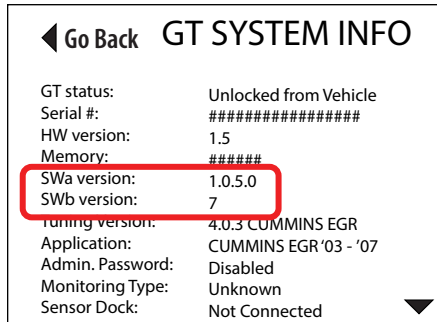 Go Back GT SYSTEM INFO
GT status: Unlocked from Vehicle
Serial #: ################# 
HW version: 1.5
Memory: ######
SWa version: 1.0.5.0
SWb version: 7
Tuning version: 4.0.3 CUMMINS EGR
Application: CUMMINS EGR '03 - '07
Admin. Password: Disabled
Monitoring Type: Unknown
Sensor Dock: Not Connected